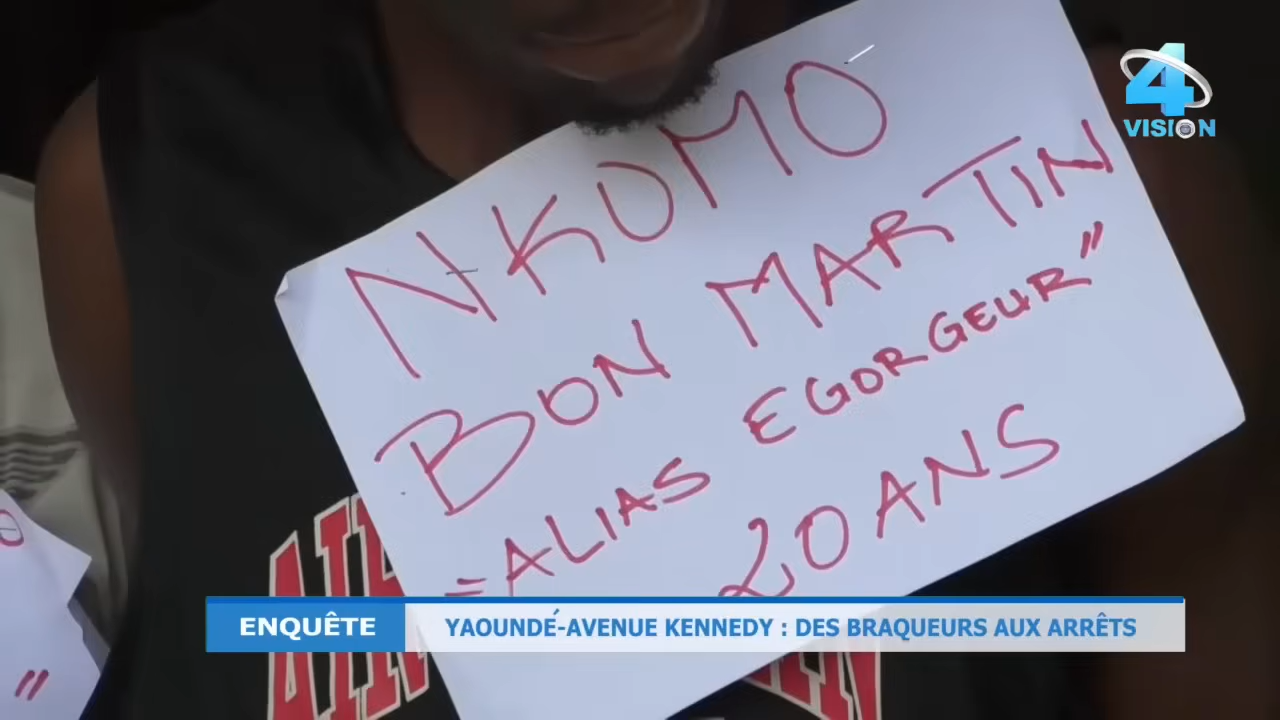 4
VISION
NKOMO
BON MARTIN
=ALIAS EGORGEUR"
20 ANS
"
ENQUÊTE
YAOUNDÉ-AVENUE KENNEDY : DES BRAQUEURS AUX ARRÊTS